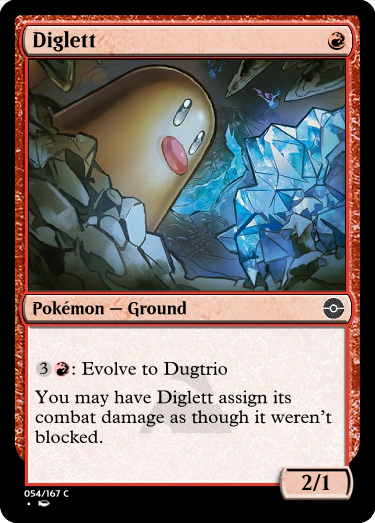 Diglett
Pokémon — Ground
3 R: Evolve to Dugtrio
You may have Diglett assign its
combat damage as though it weren't
blocked.
2/1
054/167 C